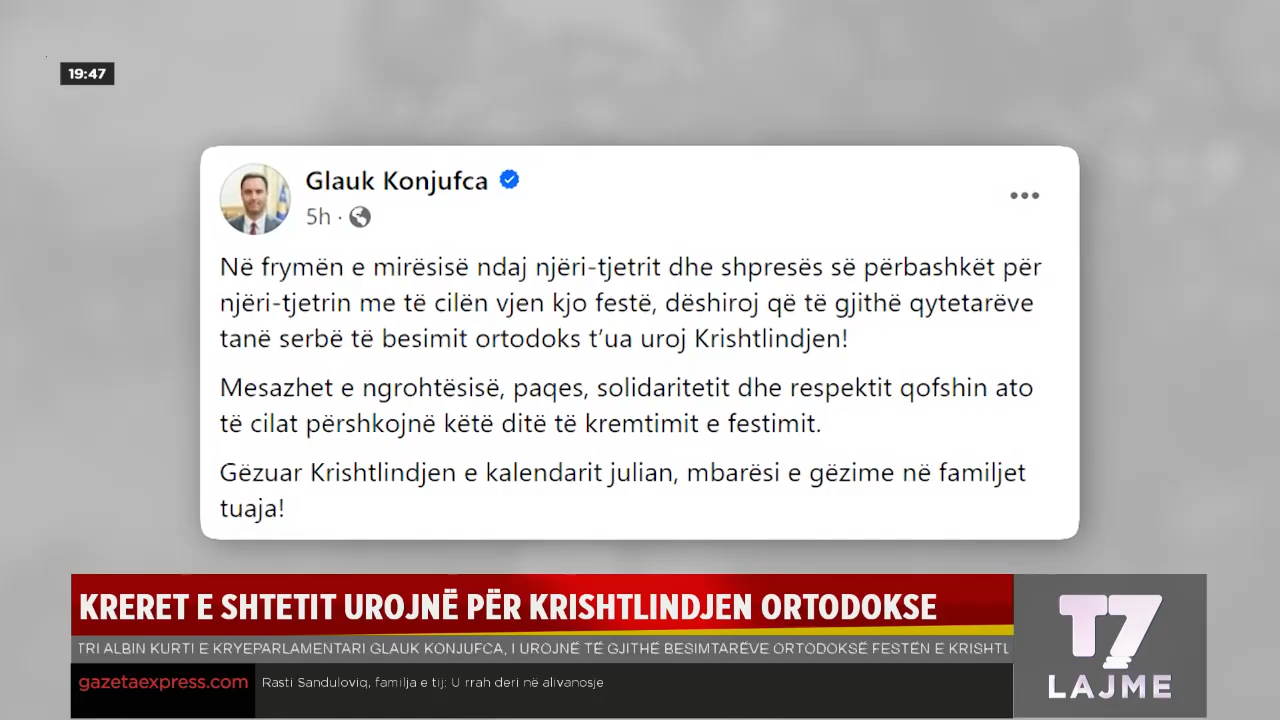 19:47
Glauk Konjufca
5h ·
Në frymën e mirësisë ndaj njëri-tjetrit dhe shpresës së përbashkët për
njëri-tjetrin me të cilën vjen kjo festë, dëshiroj që të gjithë qytetarëve
tanë serbë të besimit ortodoks t’ua uroj Krishtlindjen!
Mesazhet e ngrohtësisë, paqes, solidaritetit dhe respektit qofshin ato
të cilat përshkojnë këtë ditë të kremtimit e festimit.
Gëzuar Krishtlindjen e kalendarit julian, mbarësi e gëzime në familjet
tuaja!
KRERET E SHTETIT UROJNË PËR KRISHTLINDJEN ORTODOKSE
TRI ALBIN KURTI E KRYEPARLAMENTARI GLAUK KONJUFCA, I UROJNË TË GJITHË BESIMTARËVE ORTODOKSË FESTËN E KRISHTL
gazetaexpress.com Rasti Sanduloviq, familja e tij: U rrah deri në alivanosje
T7
LAJME